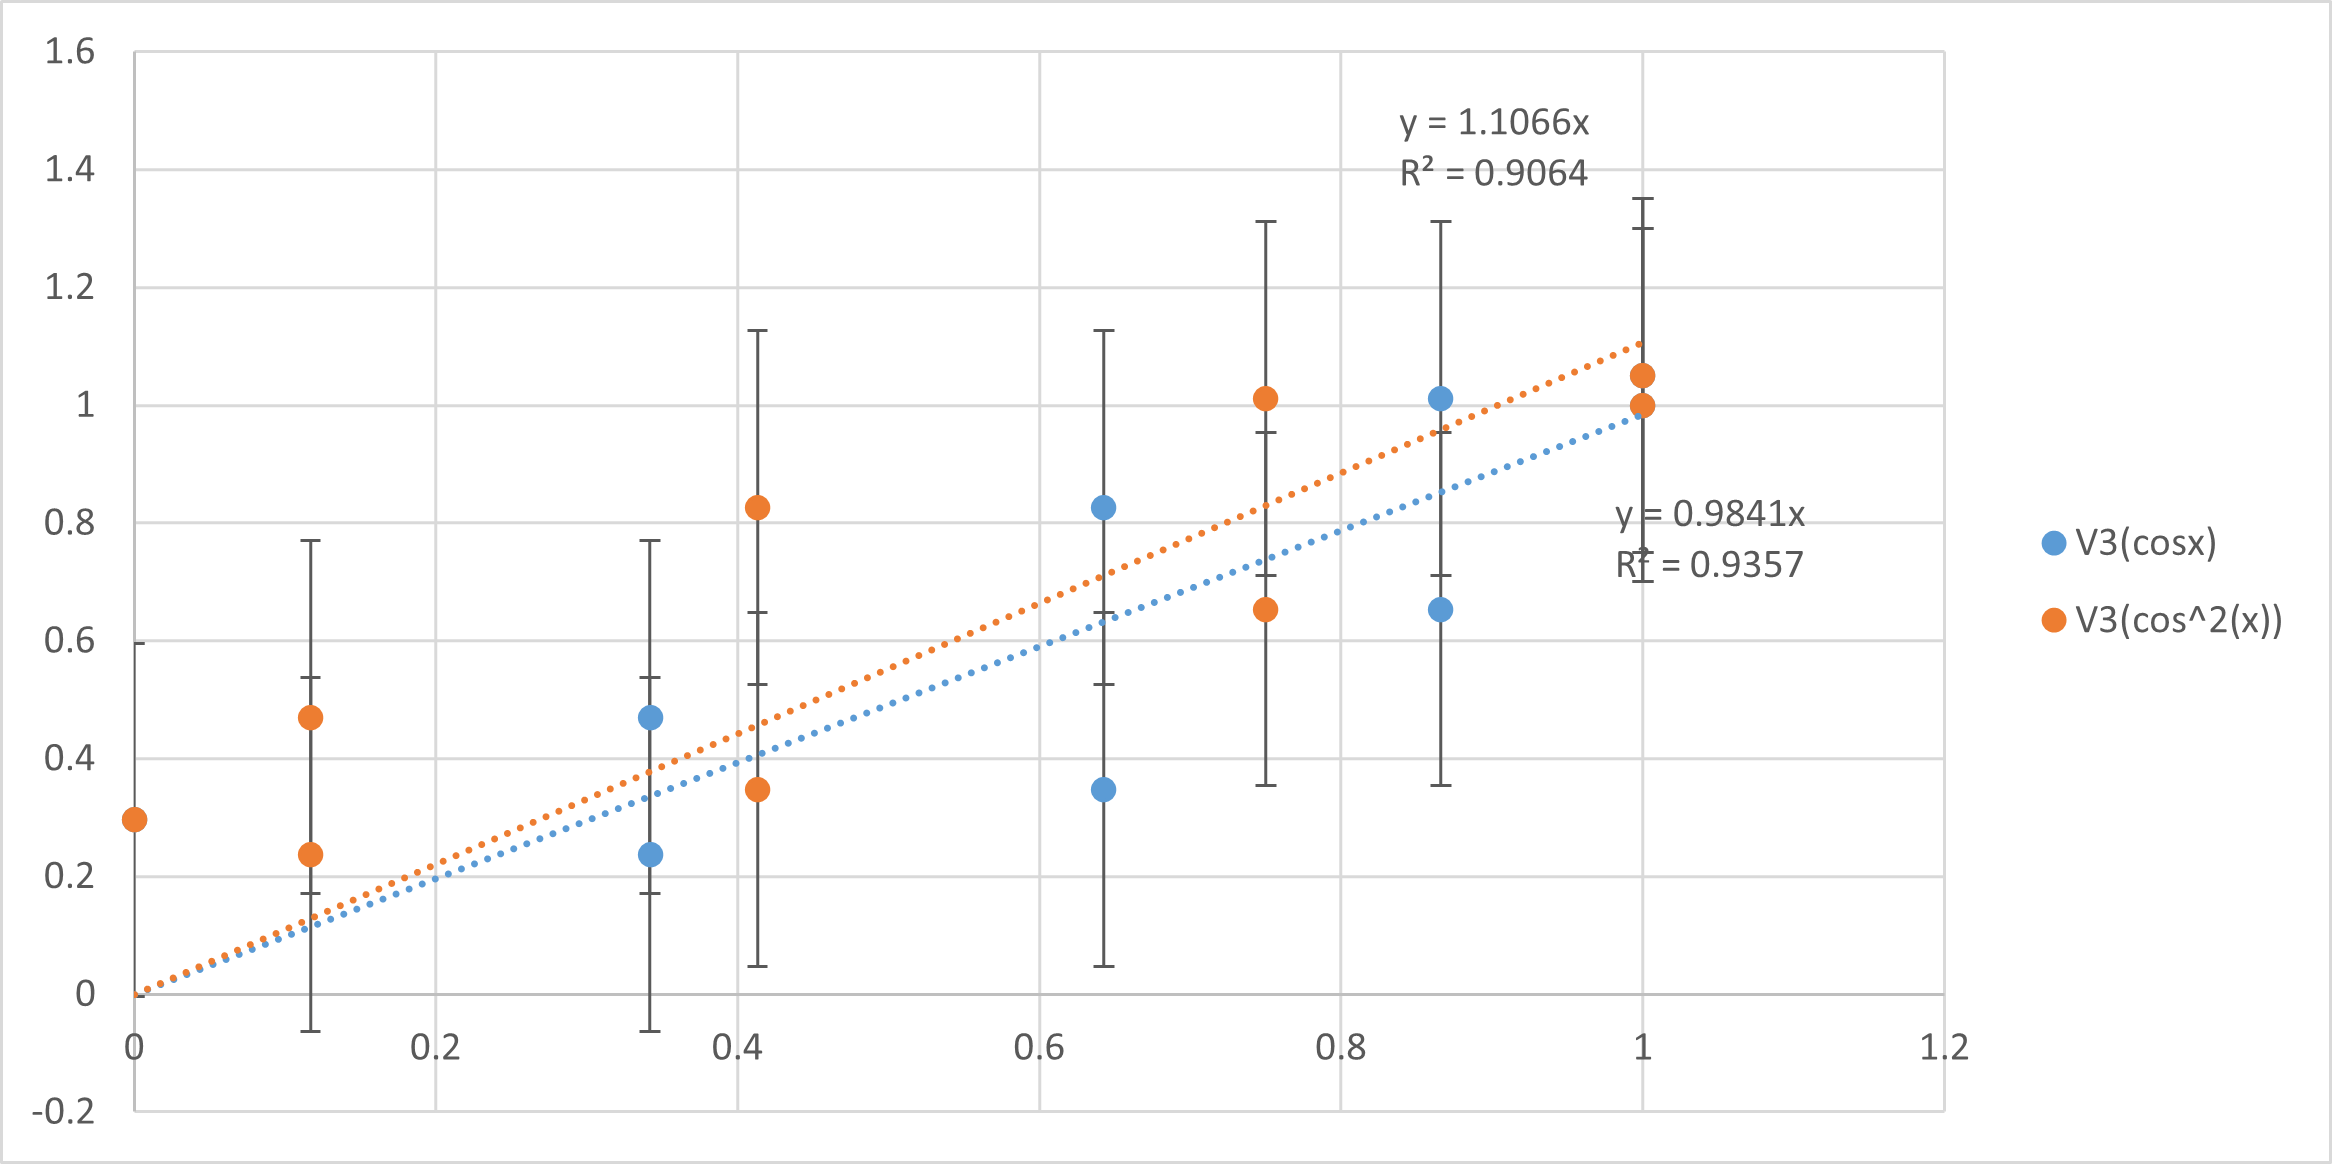 1.6
1.4
1.2
1
0.8
0.6
0.4
0.2
0
-0.2
0 0.2 0.4 0.6 0.8 1 1.2
y = 1.1066x
R² = 0.9064
y = 0.9841x
R² = 0.9357
V3(cosx)
V3(cos^2(x))